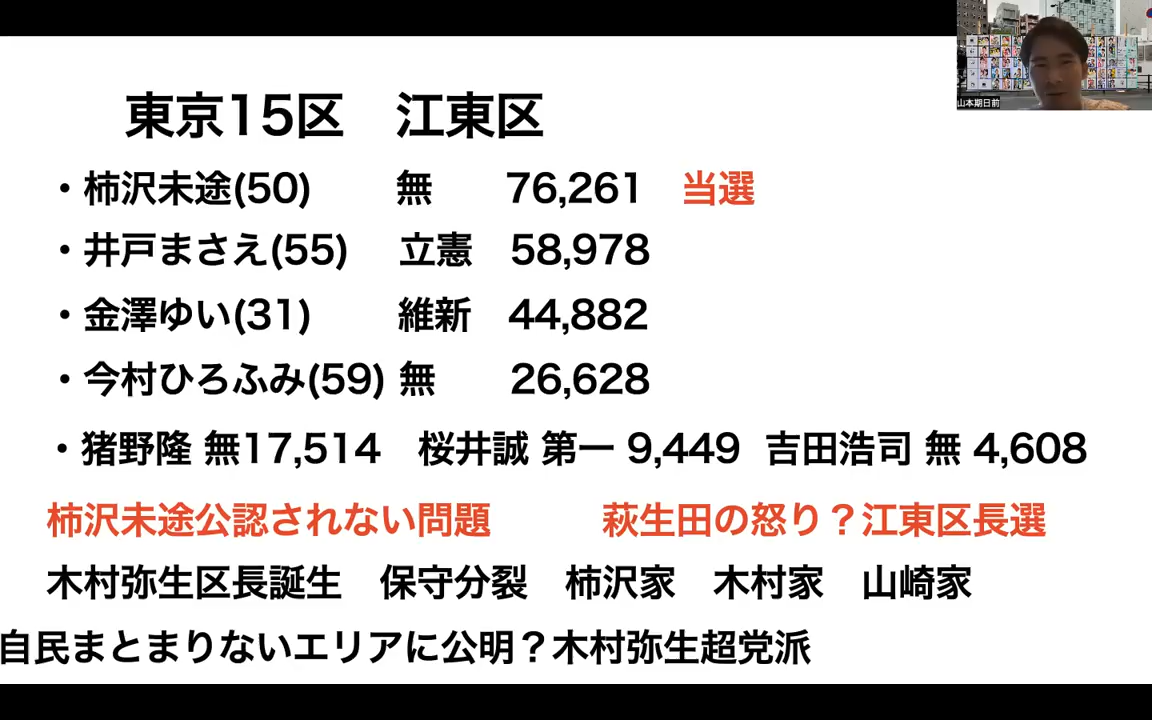 東京15区　江東区
・柿沢未途(50)　無　76,261　当選
・井戸まさえ(55)　立憲　58,978
・金澤ゆい(31)　維新　44,882
・今村ひろふみ(59) 無　26,628
・猪野隆 無17,514　桜井誠 第一 9,449　吉田浩司 無 4,608
柿沢未途公認されない問題　萩生田の怒り？江東区長選
木村弥生区長誕生　保守分裂　柿沢家　木村家　山崎家
自民まとまりないエリアに公明？木村弥生超党派
山本期日前